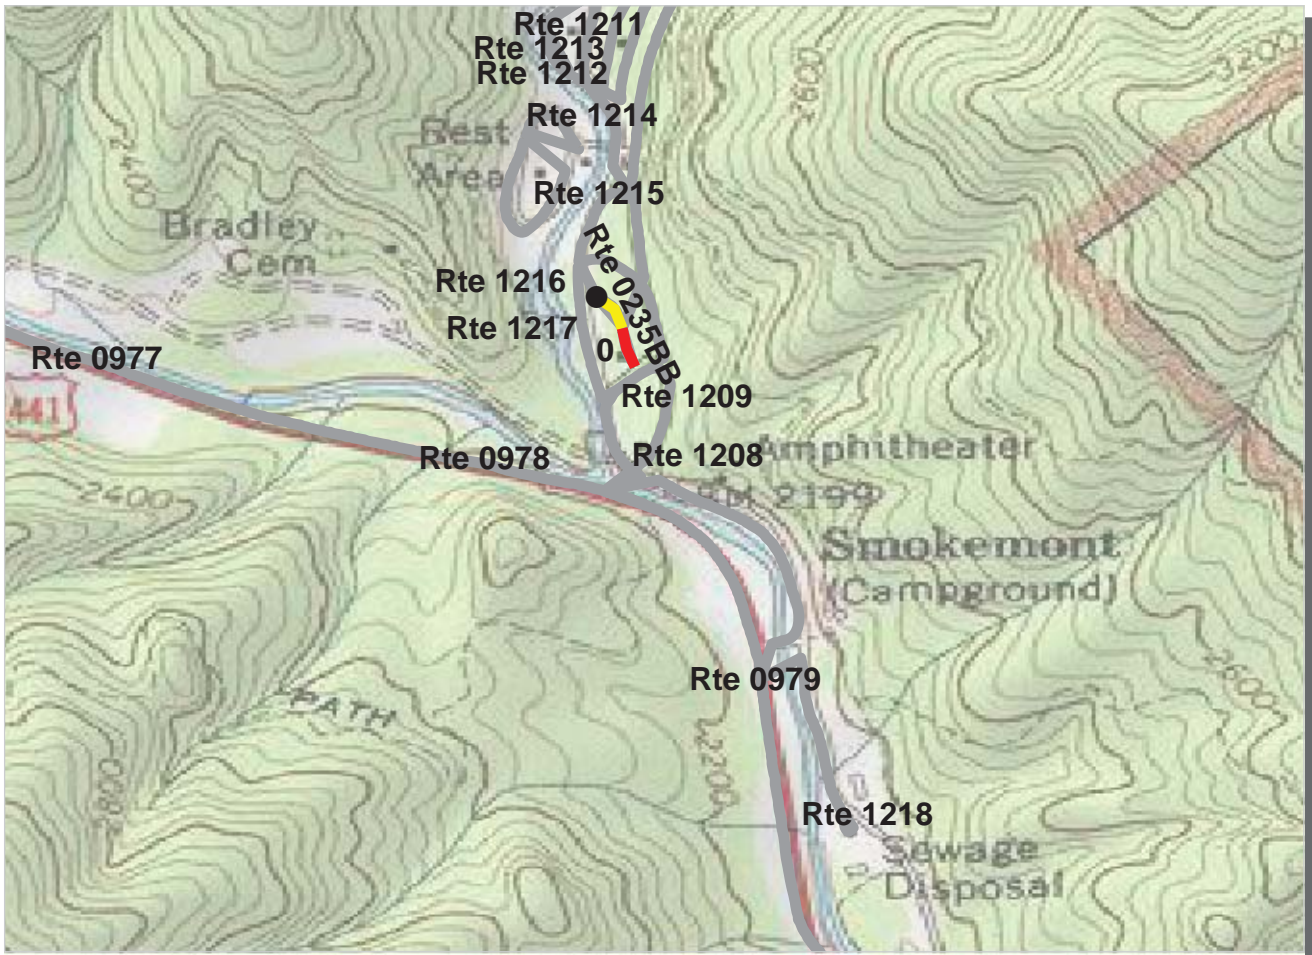 Rte 1211
Rte 1213
Rte 1212
3200
2600
Rte 1214
Rest
Area
2400
Rte 1215
Bradley
Cem
Rte 0235BB
Rte 1216
Rte 1217
0
Rte 0977
441
Rte 1209
Rte 0978
Rte 1208
Amphitheater
BM 2199
2400
Smokemont
(Campground)
Rte 0979
2600
PATH
2200
2800
Rte 1218
Sewage
Disposal